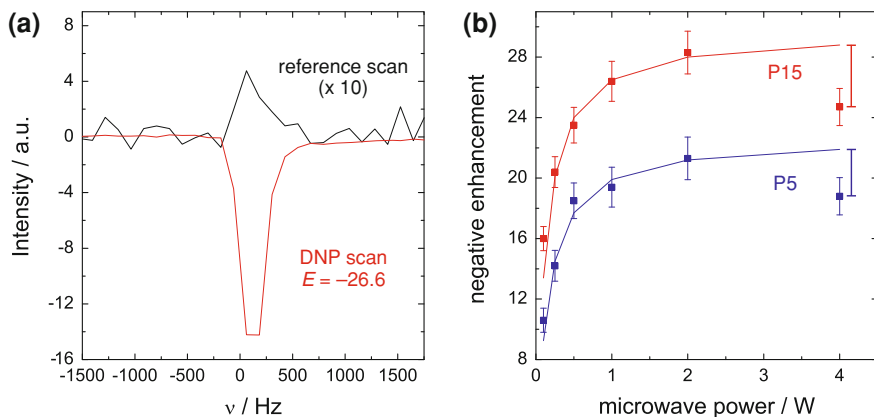 (a)
8
4
0
-4
-8
-12
-16
Intensity / a.u.
reference scan
(x 10)
DNP scan
E = −26.6
-1500
-1000
-500
0
500
1000
1500
ν / Hz
(b)
28
24
20
16
12
8
negative enhancement
P15
P5
0
1
2
3
4
microwave power / W